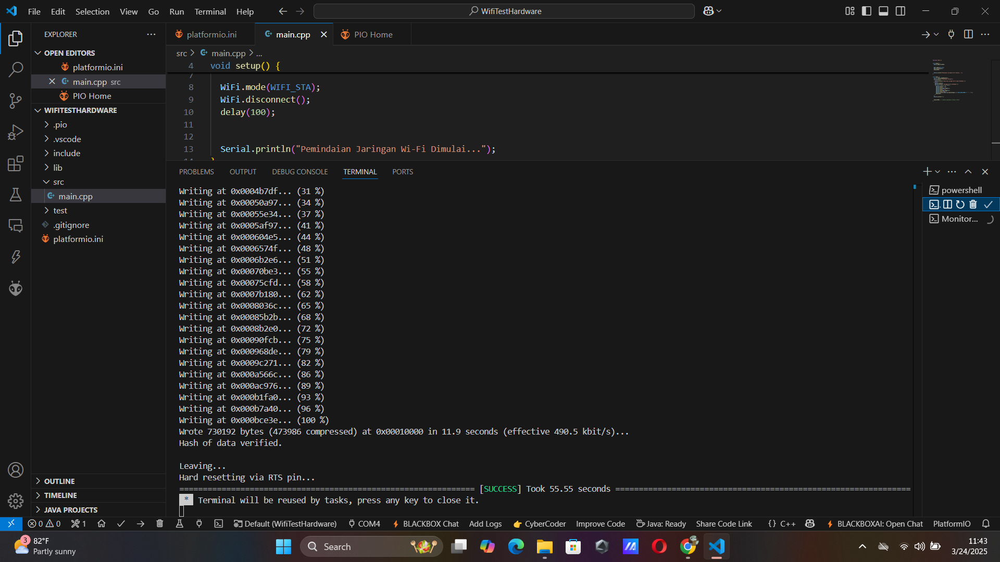 File Edit Selection View Go Run Terminal Help
WifiTestHardware
EXPLORER
platformio.ini
main.cpp
PIO Home
OPEN EDITORS
platformio.ini
main.cpp src
PIO Home
WIFITESTHARDWARE
.pio
.vscode
include
lib
src
main.cpp
test
.gitignore
platformio.ini
OUTLINE
TIMELINE
JAVA PROJECTS
src > main.cpp > ...
4 void setup() {
7
8 WiFi.mode(WIFI_STA);
9 WiFi.disconnect();
10 delay(100);
11
12
13 Serial.println("Pemindaian Jaringan Wi-Fi Dimulai...");
14 }
PROBLEMS OUTPUT DEBUG CONSOLE TERMINAL PORTS
Writing at 0x0004b7df... (31 %)
Writing at 0x00050a97... (34 %)
Writing at 0x00055e34... (37 %)
Writing at 0x0005af97... (41 %)
Writing at 0x000604e5... (44 %)
Writing at 0x0006574f... (48 %)
Writing at 0x0006b2e6... (51 %)
Writing at 0x00070be3... (55 %)
Writing at 0x00075cfd... (58 %)
Writing at 0x0007b180... (62 %)
Writing at 0x0008036c... (65 %)
Writing at 0x00085b2b... (68 %)
Writing at 0x0008b2e0... (72 %)
Writing at 0x00090fcb... (75 %)
Writing at 0x000968de... (79 %)
Writing at 0x0009c271... (82 %)
Writing at 0x000a566c... (86 %)
Writing at 0x000ac976... (89 %)
Writing at 0x000b1fa0... (93 %)
Writing at 0x000b7a40... (96 %)
Writing at 0x000bce3e... (100 %)
Wrote 730192 bytes (473986 compressed) at 0x00010000 in 11.9 seconds (effective 490.5 kbit/s)...
Hash of data verified.
Leaving...
Hard resetting via RTS pin...
=============================================================== [SUCCESS] Took 55.55 seconds ===============================================================
* Terminal will be reused by tasks, press any key to close it.
powershell
Monitor...
0 0 1 Default (WifiTestHardware) COM4 BLACKBOX Chat Add Logs CyberCoder Improve Code Java: Ready Share Code Link {} C++ BLACKBOXAI: Open Chat PlatformIO
3
82°F
Partly sunny
Search
11:43
3/24/2025